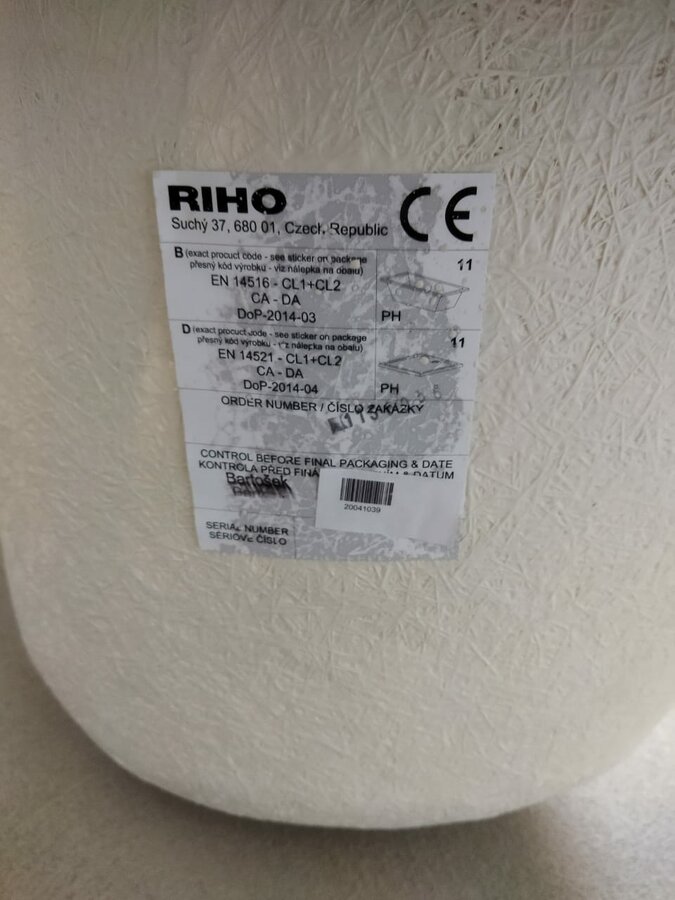 RIHO
CE
Suchý 37, 680 01, Czech Republic
B (exact procuct code - see sticker on package
přesný kód výrobku - viz nálepka na obalu)
11
EN 14516 - CL1+CL2
CA - DA
DoP-2014-03
PH
D (exact procuct code - see sticker on package
přesný kód výrobku - viz nálepka na obalu)
11
EN 14521 - CL1+CL2
CA - DA
DoP-2014-04
PH
ORDER NUMBER / ČÍSLO ZAKÁZKY
CONTROL BEFORE FINAL PACKAGING & DATE
KONTROLA PŘED & DATUM
Bartošek
20041039
SERIAL NUMBER
SÉRIOVÉ ČÍSLO